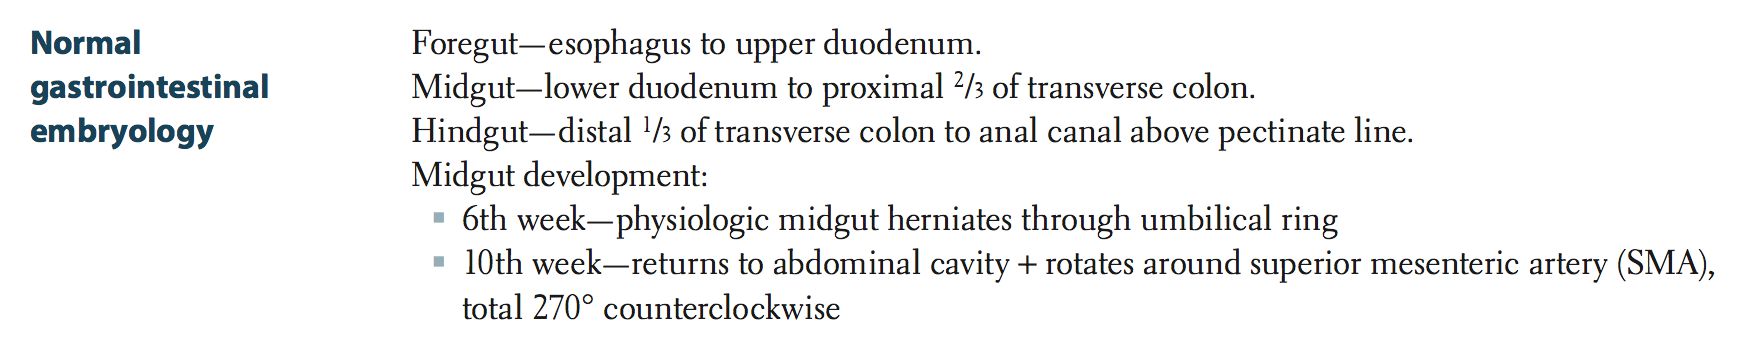 Normal
gastrointestinal
embryology
Foregut—esophagus to upper duodenum.
Midgut—lower duodenum to proximal 2/3 of transverse colon.
Hindgut—distal 1/3 of transverse colon to anal canal above pectinate line.
Midgut development:
▪ 6th week—physiologic midgut herniates through umbilical ring
▪ 10th week—returns to abdominal cavity + rotates around superior mesenteric artery (SMA),
total 270° counterclockwise